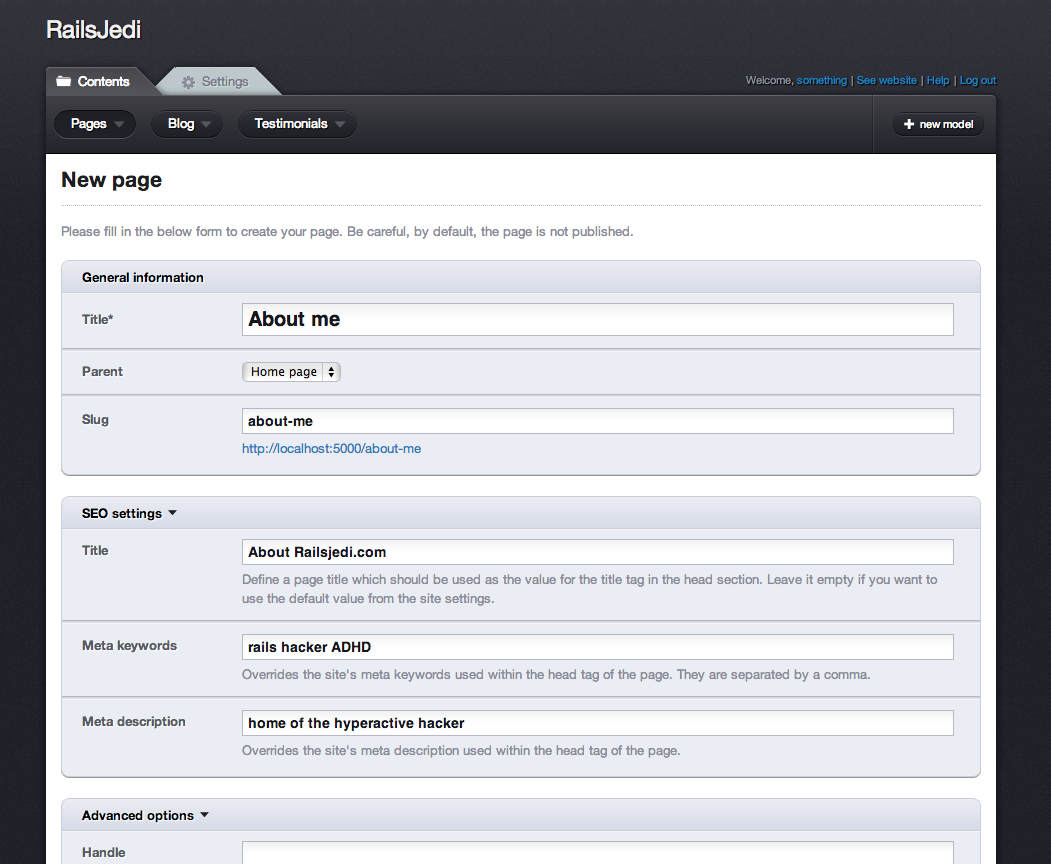 RailsJedi
Contents
Settings
Welcome, something | See website | Help | Log out
Pages
Blog
Testimonials
+ new model
New page
Please fill in the below form to create your page. Be careful, by default, the page is not published.
General information
Title*
About me
Parent
Home page
Slug
about-me
http://localhost:5000/about-me
SEO settings
Title
About Railsjedi.com
Define a page title which should be used as the value for the title tag in the head section. Leave it empty if you want to
use the default value from the site settings.
Meta keywords
rails hacker ADHD
Overrides the site's meta keywords used within the head tag of the page. They are separated by a comma.
Meta description
home of the hyperactive hacker
Overrides the site's meta description used within the head tag of the page.
Advanced options
Handle